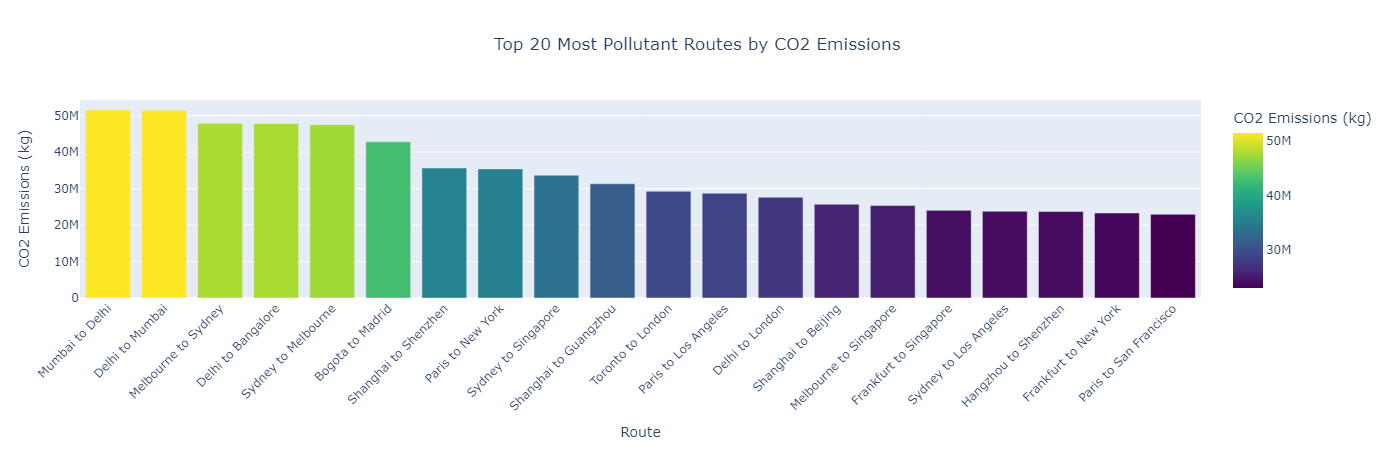 Top 20 Most Pollutant Routes by CO2 Emissions
CO2 Emissions (kg)
50M
40M
30M
20M
10M
0
Mumbai to Delhi
Delhi to Mumbai
Melbourne to Sydney
Delhi to Bangalore
Sydney to Melbourne
Bogota to Madrid
Shanghai to Shenzhen
Paris to New York
Sydney to Singapore
Shanghai to Guangzhou
Toronto to London
Paris to Los Angeles
Delhi to London
Shanghai to Beijing
Melbourne to Singapore
Frankfurt to Singapore
Sydney to Los Angeles
Hangzhou to Shenzhen
Frankfurt to New York
Paris to San Francisco
Route
CO2 Emissions (kg)
50M
40M
30M